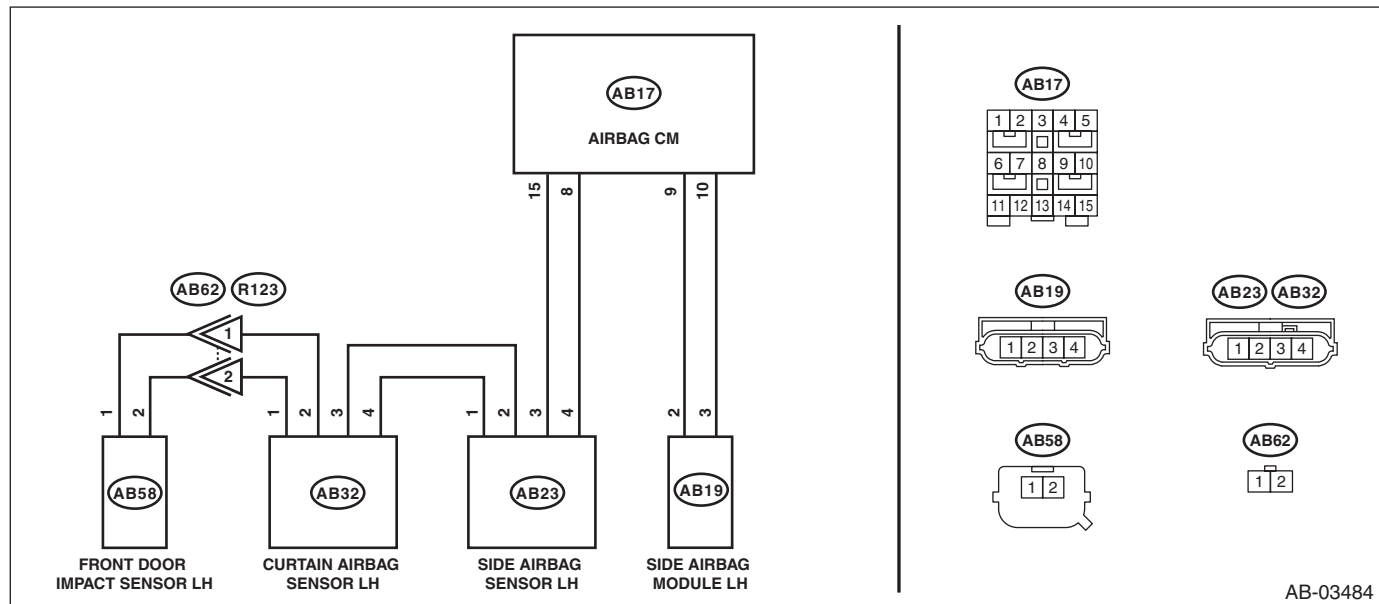 AB17
AIRBAG CM
15 8 9 10
AB62 R123
1
2
1 2 1 2 3 4 1 2 3 4 2 3
AB58 AB32 AB23 AB19
FRONT DOOR
IMPACT SENSOR LH
CURTAIN AIRBAG
SENSOR LH
SIDE AIRBAG
SENSOR LH
SIDE AIRBAG
MODULE LH
AB17
1 2 3 4 5
6 7 8 9 10
11 12 13 14 15
AB19
1 2 3 4
AB23 AB32
1 2 3 4
AB58
1 2
AB62
1 2
AB-03484